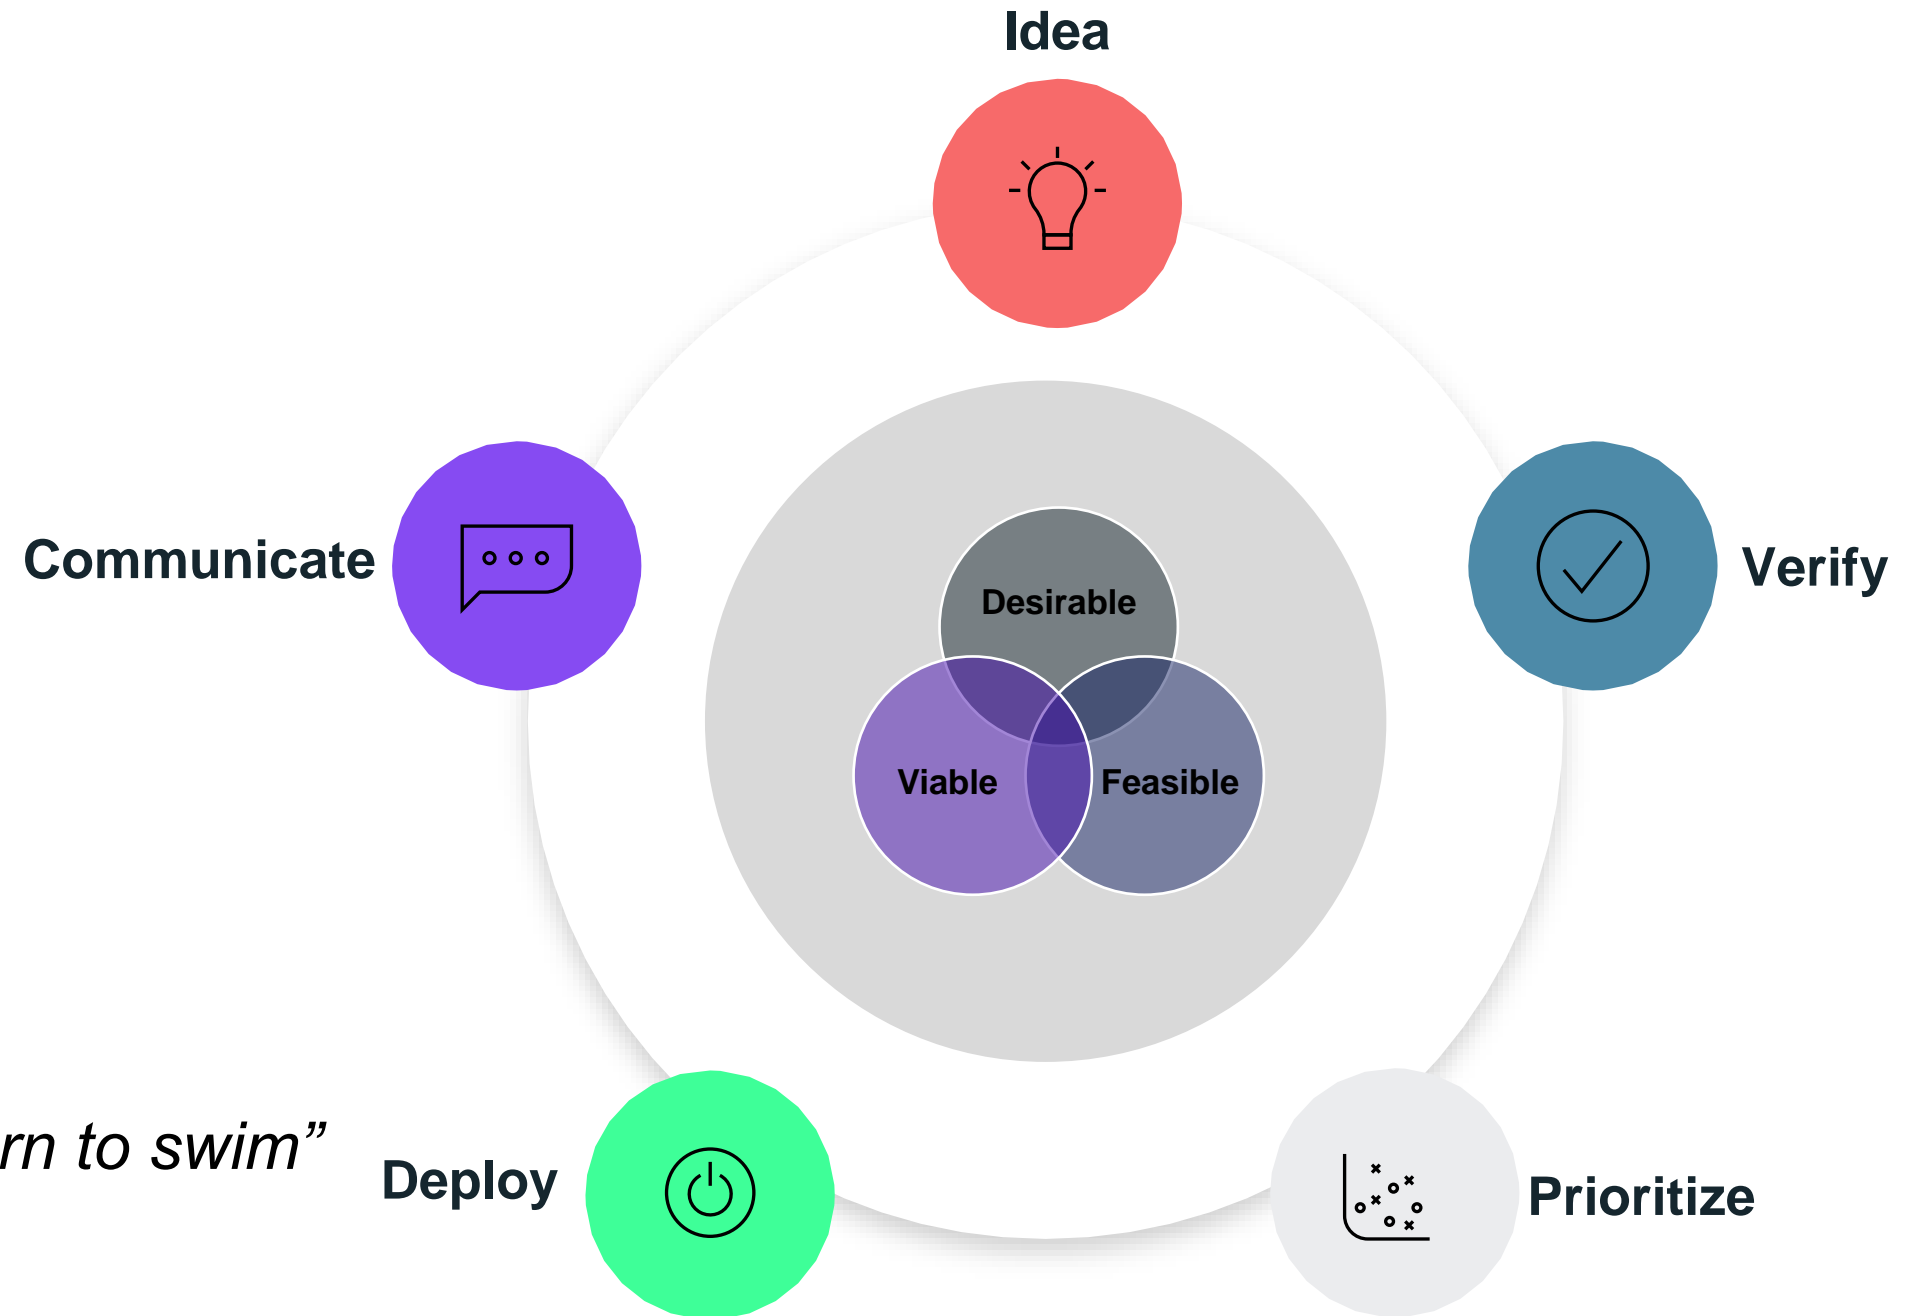 Idea
Communicate
Verify
Desirable
Viable
Feasible
rn to swim”
Deploy
Prioritize